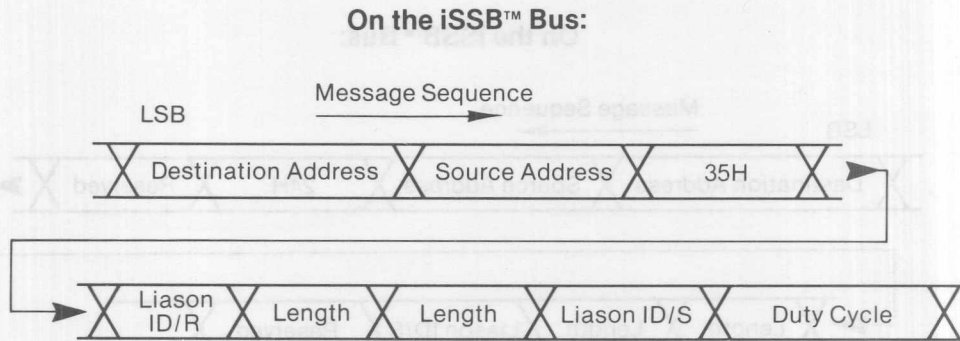 On the iSSB™ Bus:
Message Sequence
LSB
Destination Address Source Address 35H
Liason
ID/R Length Length Liason ID/S Duty Cycle